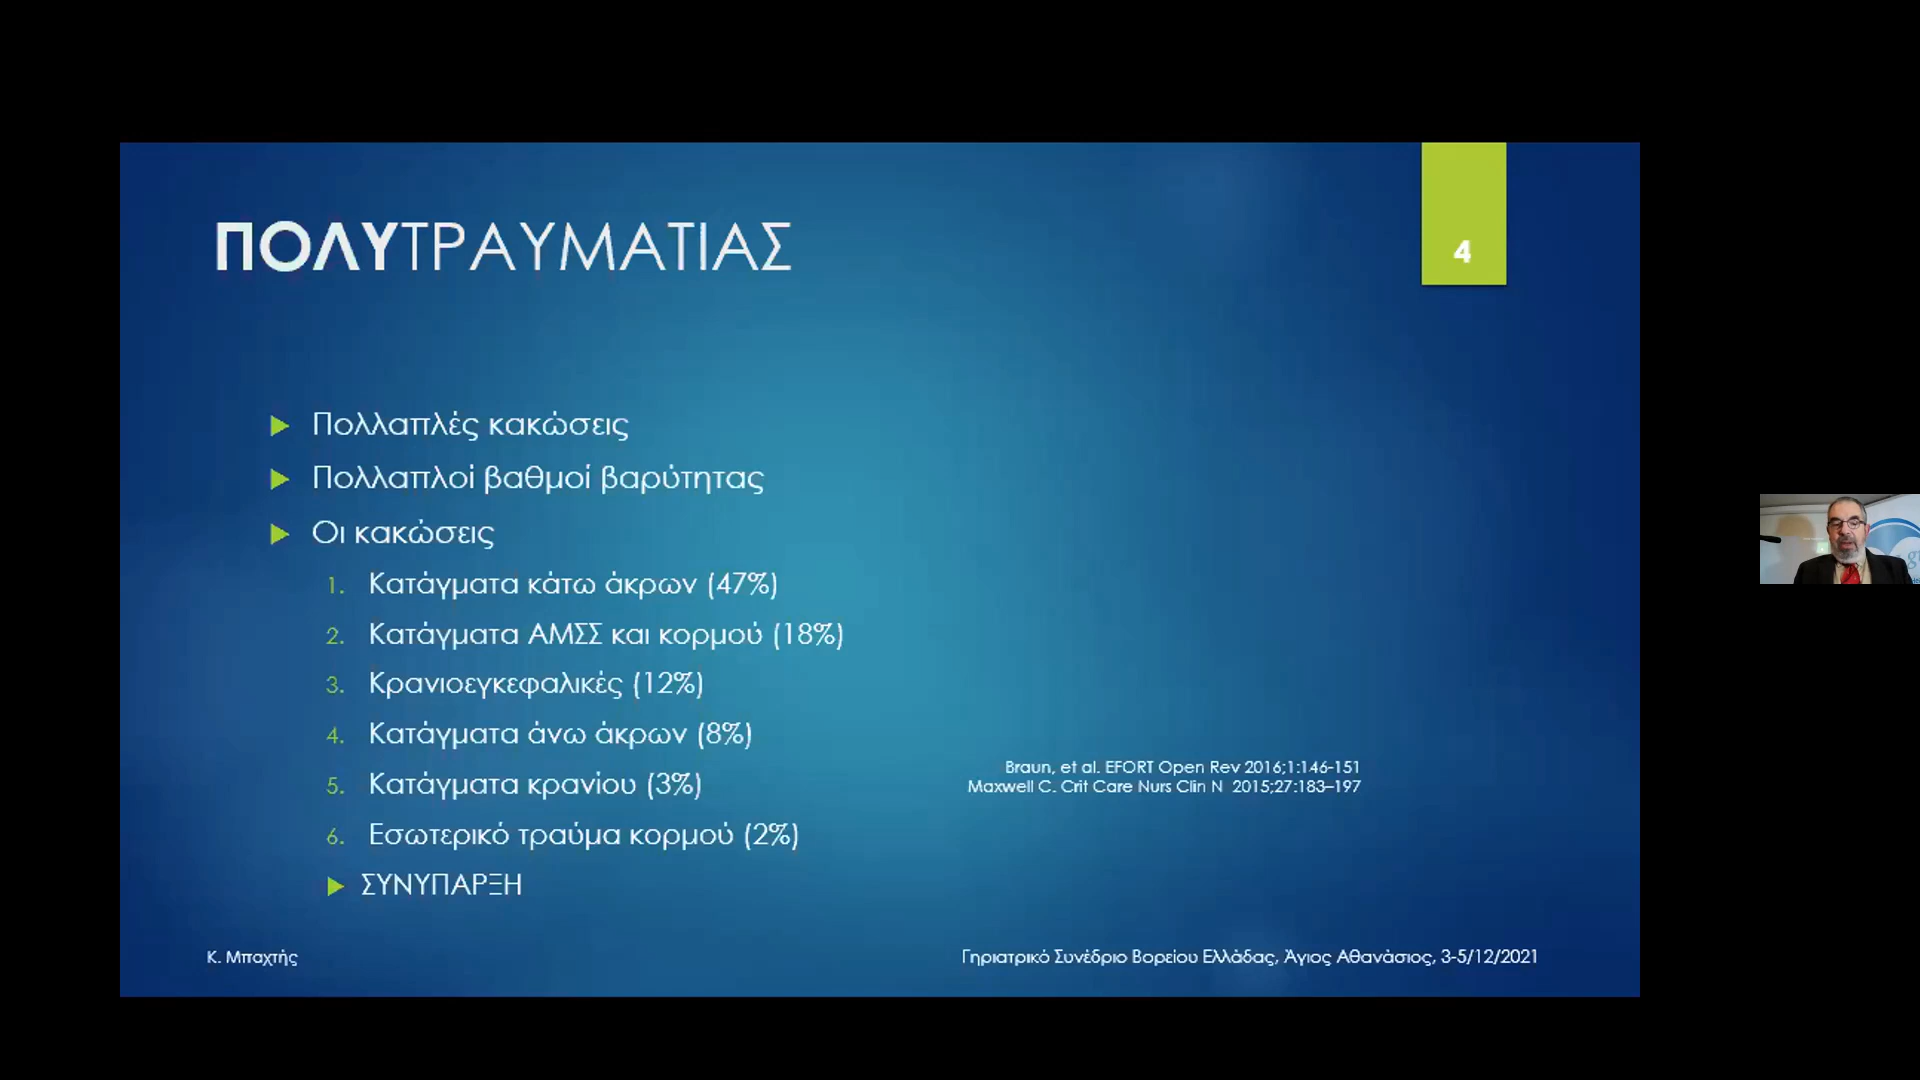 ΠΟΛΥΤΡΑΥΜΑΤΙΑΣ
4
Πολλαπλές κακώσεις
Πολλαπλοί βαθμοί βαρύτητας
Οι κακώσεις
1. Κατάγματα κάτω άκρων (47%)
2. Κατάγματα ΑΜΣΣ και κορμού (18%)
3. Κρανιοεγκεφαλικές (12%)
4. Κατάγματα άνω άκρων (8%)
5. Κατάγματα κρανίου (3%)
6. Εσωτερικό τραύμα κορμού (2%)
ΣΥΝΥΠΑΡΞΗ
Braun, et al. EFORT Open Rev 2016;1:146-151
Maxwell C. Crit Care Nurs Clin N 2015;27:183–197
Κ. Μπαχτής
Γηριατρικό Συνέδριο Βορείου Ελλάδας, Άγιος Αθανάσιος, 3-5/12/2021